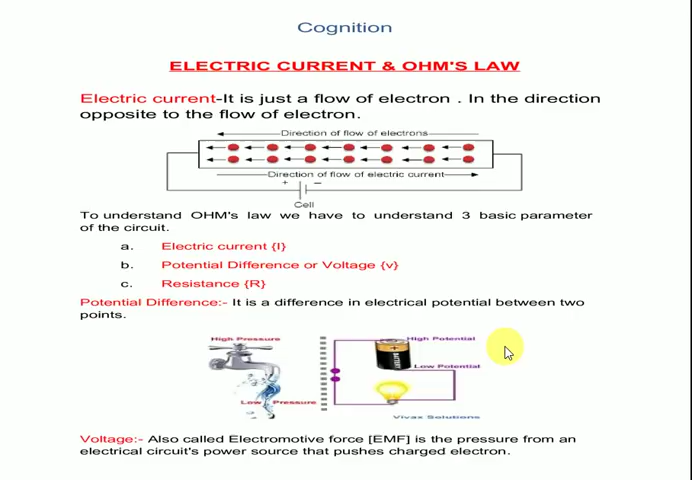 Cognition
ELECTRIC CURRENT & OHM'S LAW
Electric current-It is just a flow of electron . In the direction
opposite to the flow of electron.
Direction of flow of electrons
Direction of flow of electric current
+ −
Cell
To understand OHM's law we have to understand 3 basic parameter
of the circuit.
a. Electric current {I}
b. Potential Difference or Voltage {v}
c. Resistance {R}
Potential Difference:- It is a difference in electrical potential between two
points.
High Pressure
Low Pressure
High Potential
+
BATTERY
Low Potential
Vivax Solutions
Voltage:- Also called Electromotive force [EMF] is the pressure from an
electrical circuit's power source that pushes charged electron.